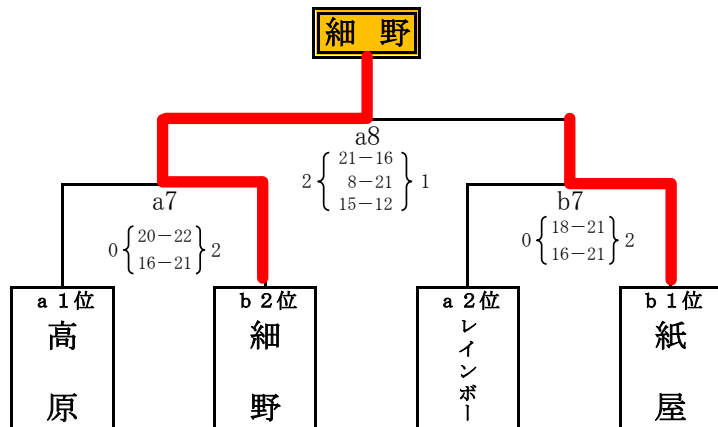 細 野
a8
2 { 21－16 8－21 15－12 } 1
a7
0 { 20－22 16－21 } 2
b7
0 { 18－21 16－21 } 2
a 1位
高原
b 2位
細野
a 2位
レインボー
b 1位
紙屋